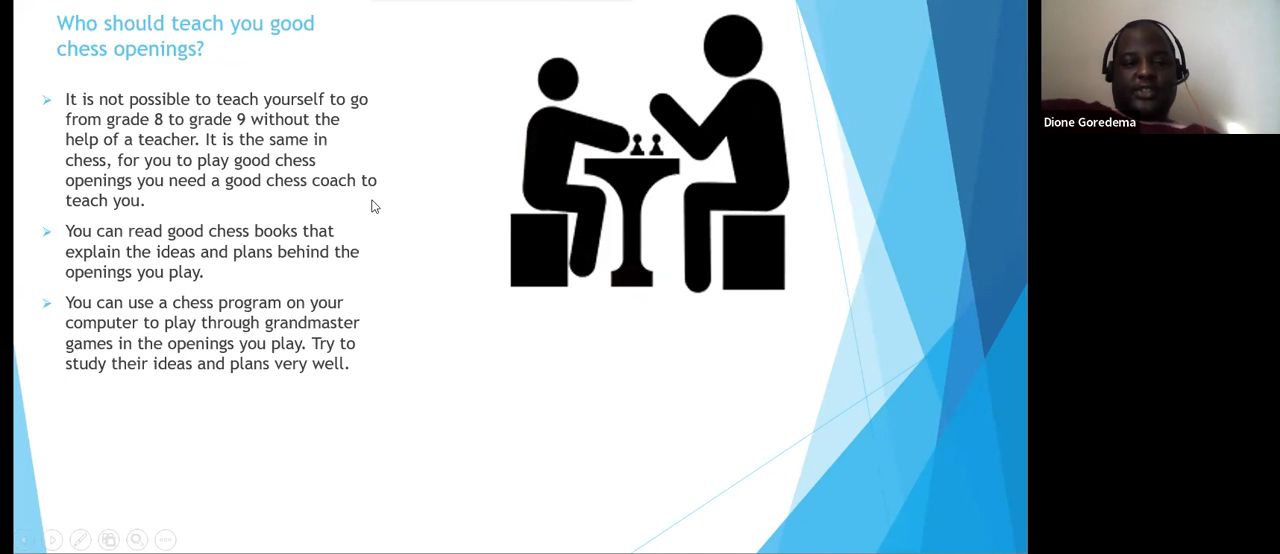 Who should teach you good
chess openings?
It is not possible to teach yourself to go
from grade 8 to grade 9 without the
help of a teacher. It is the same in
chess, for you to play good chess
openings you need a good chess coach to
teach you.
You can read good chess books that
explain the ideas and plans behind the
openings you play.
You can use a chess program on your
computer to play through grandmaster
games in the openings you play. Try to
study their ideas and plans very well.
Dione Goredema